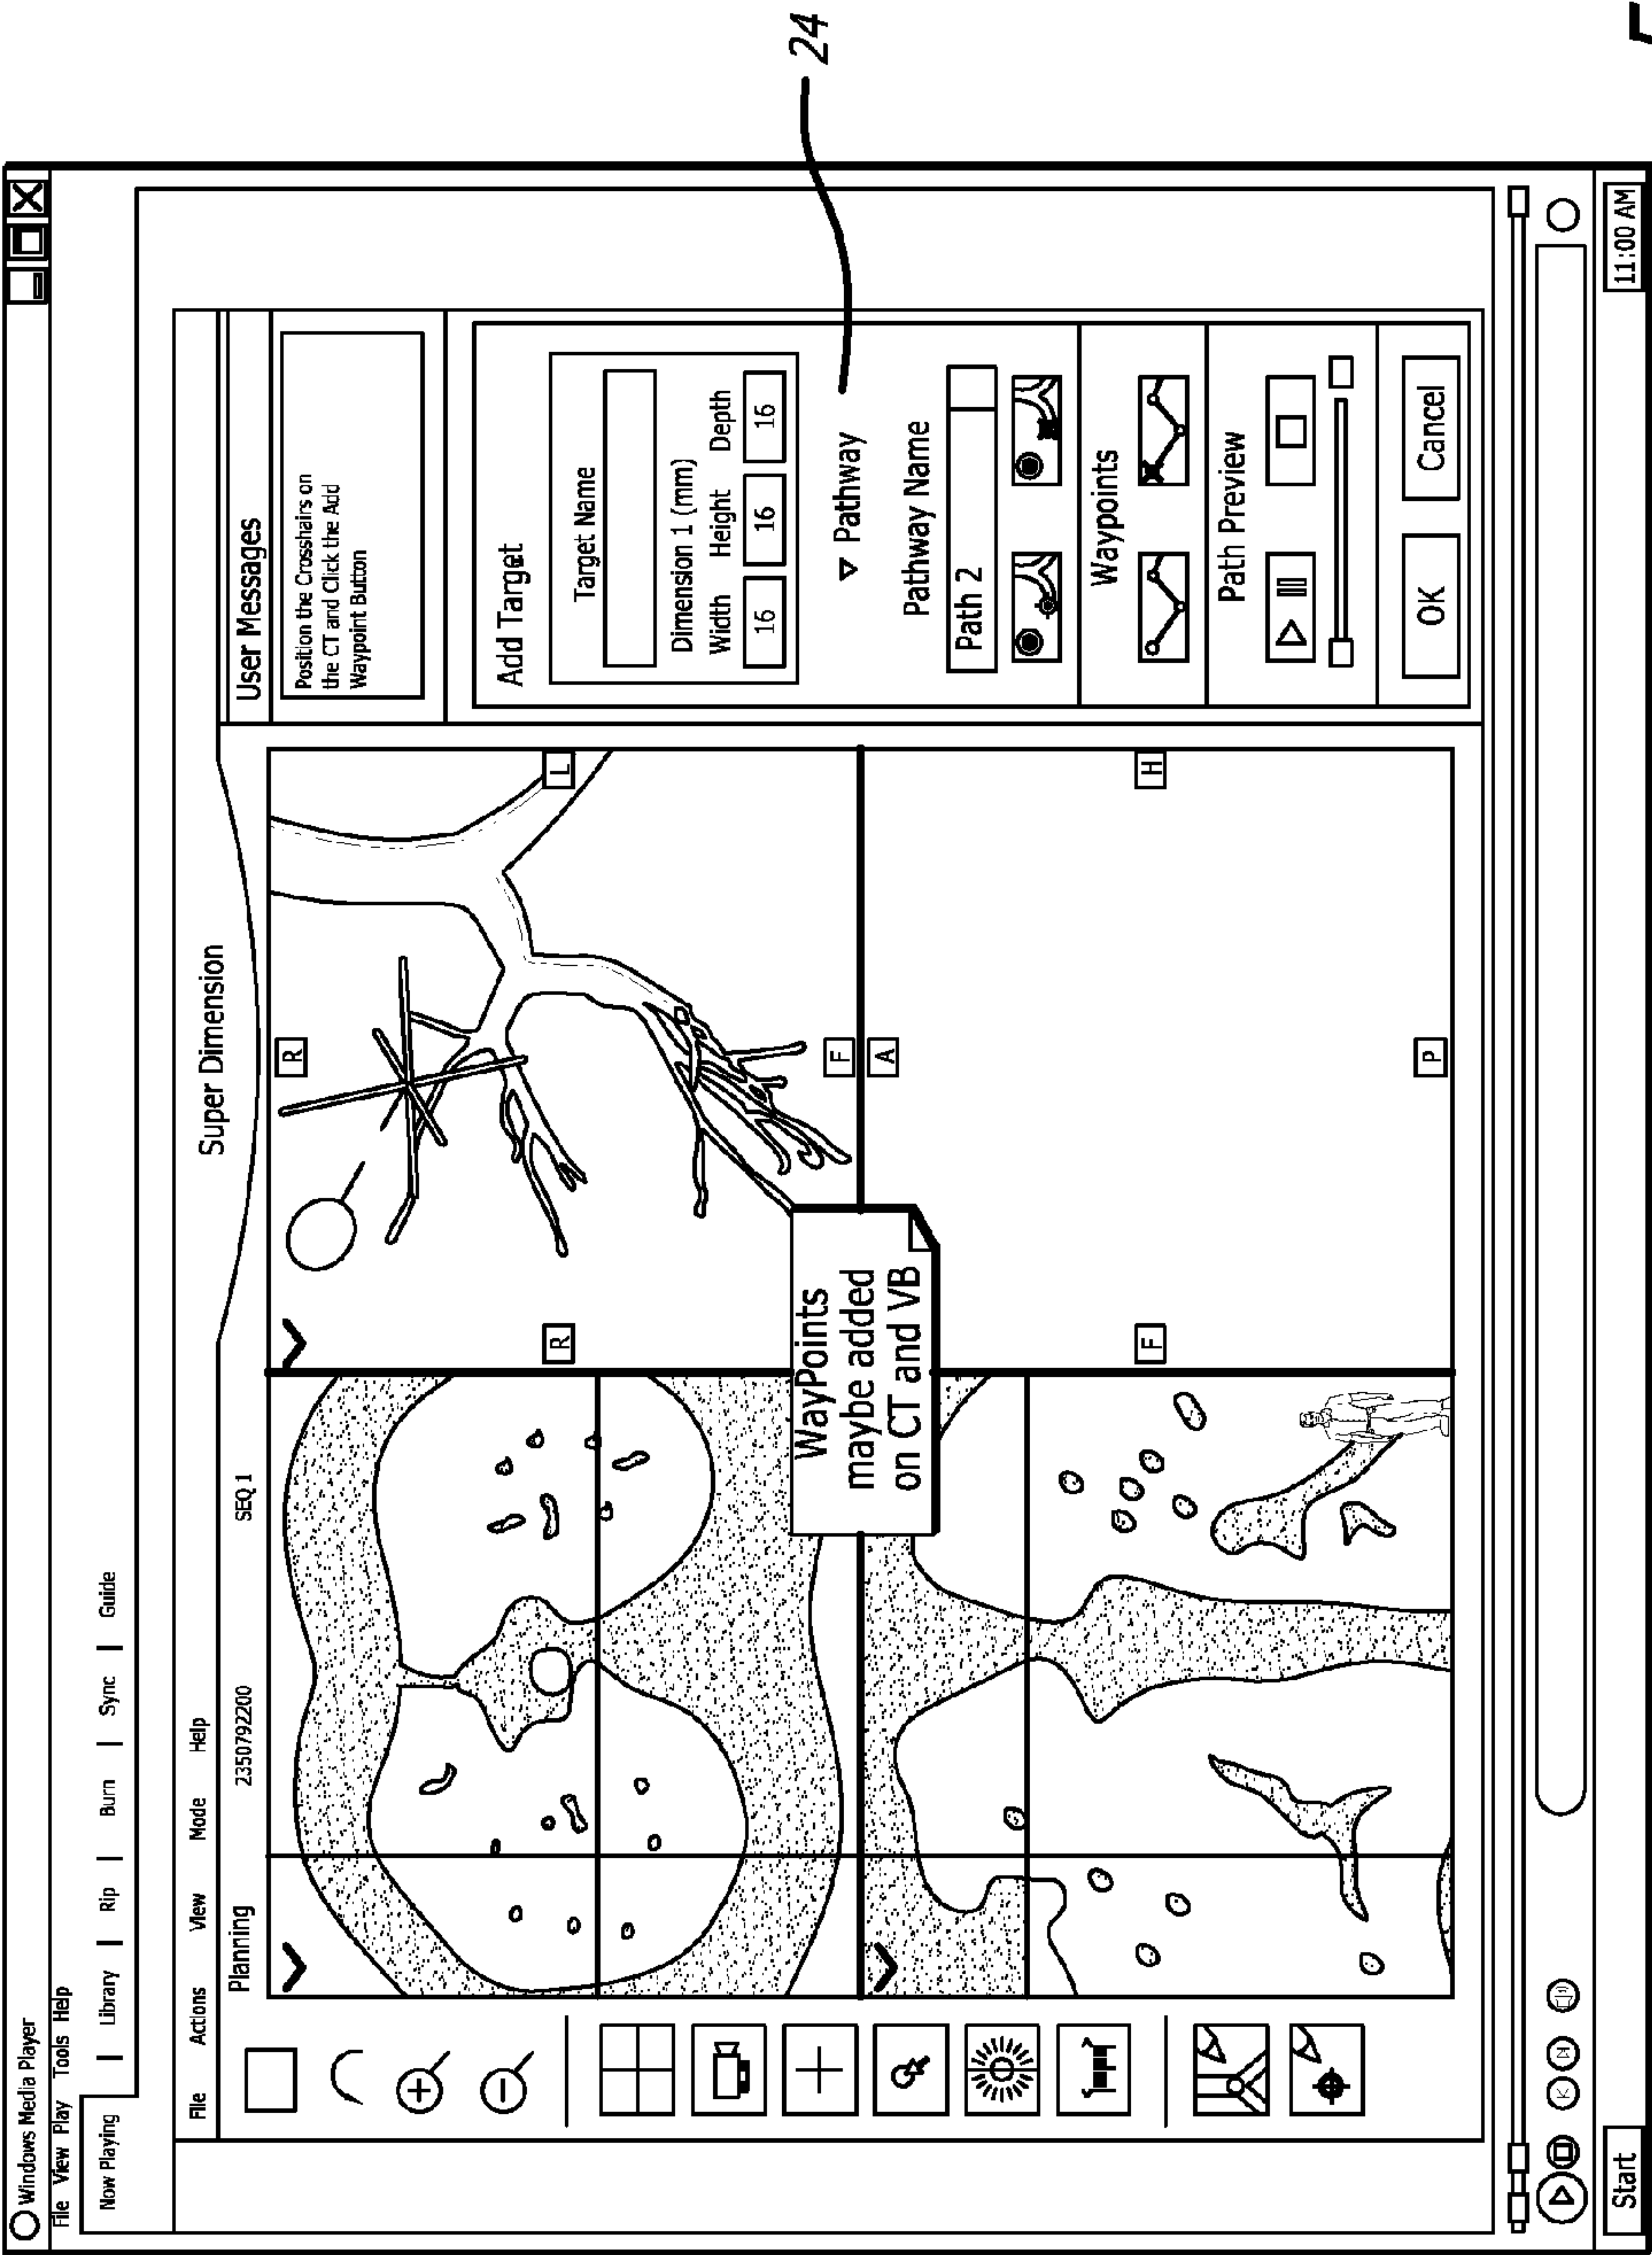 Windows Media Player
File View Play Tools Help
Now Playing | Library | Rip | Burn | Sync | Guide
Super Dimension
File Actions View Mode Help
Planning 2350792200 SEQ 1
R
L
R
F
A
H
F
P
WayPoints
maybe added
on CT and VB
User Messages
Position the Crosshairs on
the CT and Click the Add
Waypoint Button
Add Target
Target Name
Dimension 1 (mm)
Width Height Depth
16 16 16
Pathway
24
Pathway Name
Path 2
Waypoints
Path Preview
OK Cancel
Start 11:00 AM